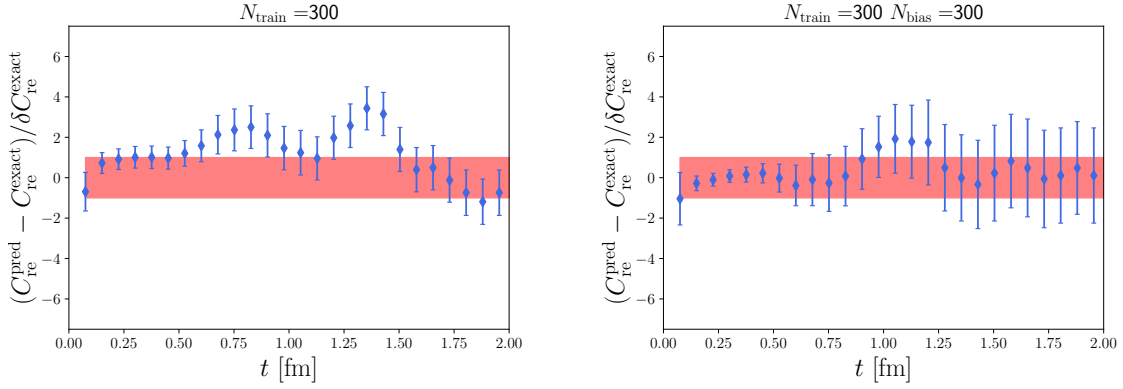 N_train =300
(C_re^pred − C_re^exact)/δC_re^exact
6
4
2
0
−2
−4
−6
0.00 0.25 0.50 0.75 1.00 1.25 1.50 1.75 2.00
t [fm]
N_train =300 N_bias =300
(C_re^pred − C_re^exact)/δC_re^exact
6
4
2
0
−2
−4
−6
0.00 0.25 0.50 0.75 1.00 1.25 1.50 1.75 2.00
t [fm]